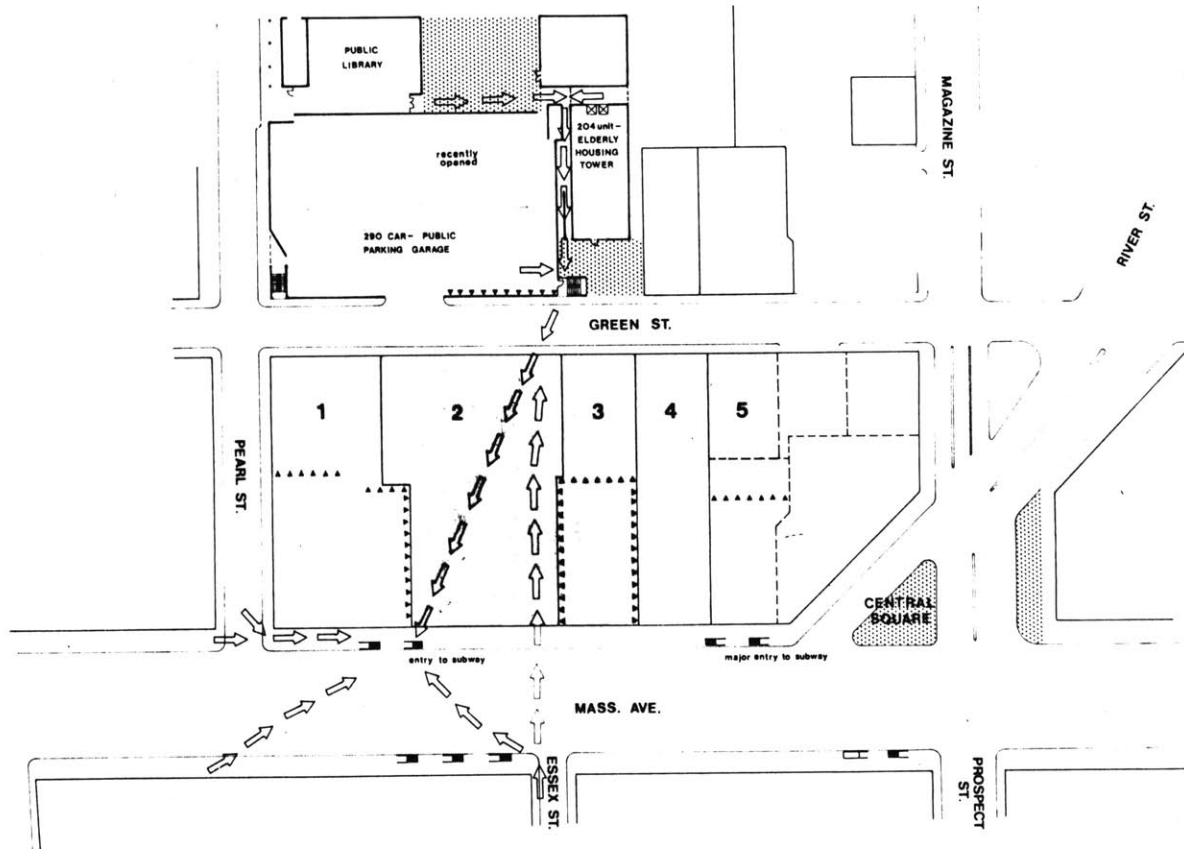 PUBLIC
LIBRARY
204 unit-
ELDERLY
HOUSING
TOWER
recently
opened
290 CAR- PUBLIC
PARKING GARAGE
MAGAZINE ST.
RIVER ST.
GREEN ST.
1
2
3
4
5
PEARL ST.
CENTRAL
SQUARE
entry to subway
major entry to subway
MASS. AVE.
ESSEX ST.
PROSPECT
ST.